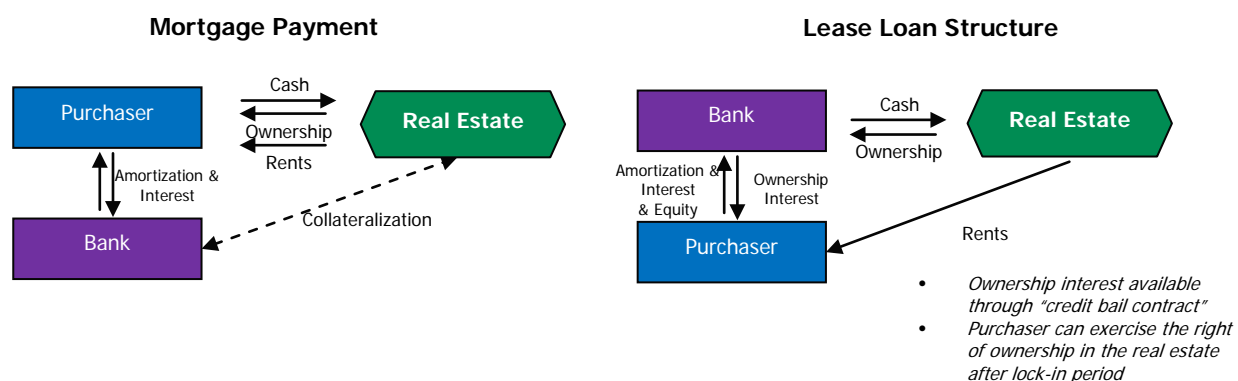 Mortgage Payment
Purchaser
Cash
Ownership
Rents
Real Estate
Amortization &
Interest
Collateralization
Bank
Lease Loan Structure
Bank
Cash
Ownership
Real Estate
Amortization &
Interest
& Equity
Ownership
Interest
Purchaser
Rents
• Ownership interest available
through “credit bail contract”
• Purchaser can exercise the right
of ownership in the real estate
after lock-in period